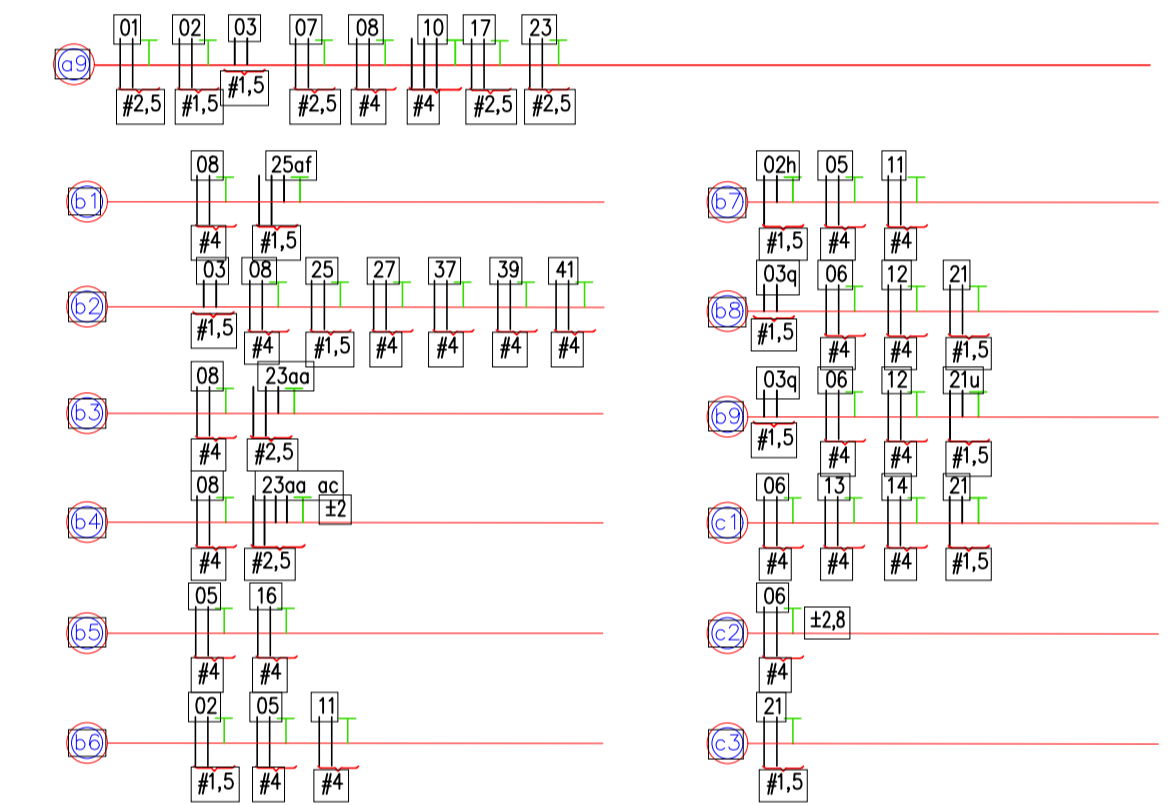 01 02 03 07 08 10 17 23
a9
#2,5 #1,5 #1,5 #2,5 #4 #4 #2,5 #2,5
08 25af
b1
#4 #1,5
03 08 25 27 37 39 41
b2
#1,5 #4 #1,5 #4 #4 #4 #4
08 23aa
b3
#4 #2,5
08 23aa ac
b4 ±2
#4 #2,5
05 16
b5
#4 #4
02 05 11
b6
#1,5 #4 #4
02h 05 11
b7
#1,5 #4 #4
03q 06 12 21
b8
#1,5 #4 #4 #1,5
03q 06 12 21u
b9
#1,5 #4 #4 #1,5
06 13 14 21
c1
#4 #4 #4 #1,5
06
c2 ±2,8
#4
21
c3
#1,5